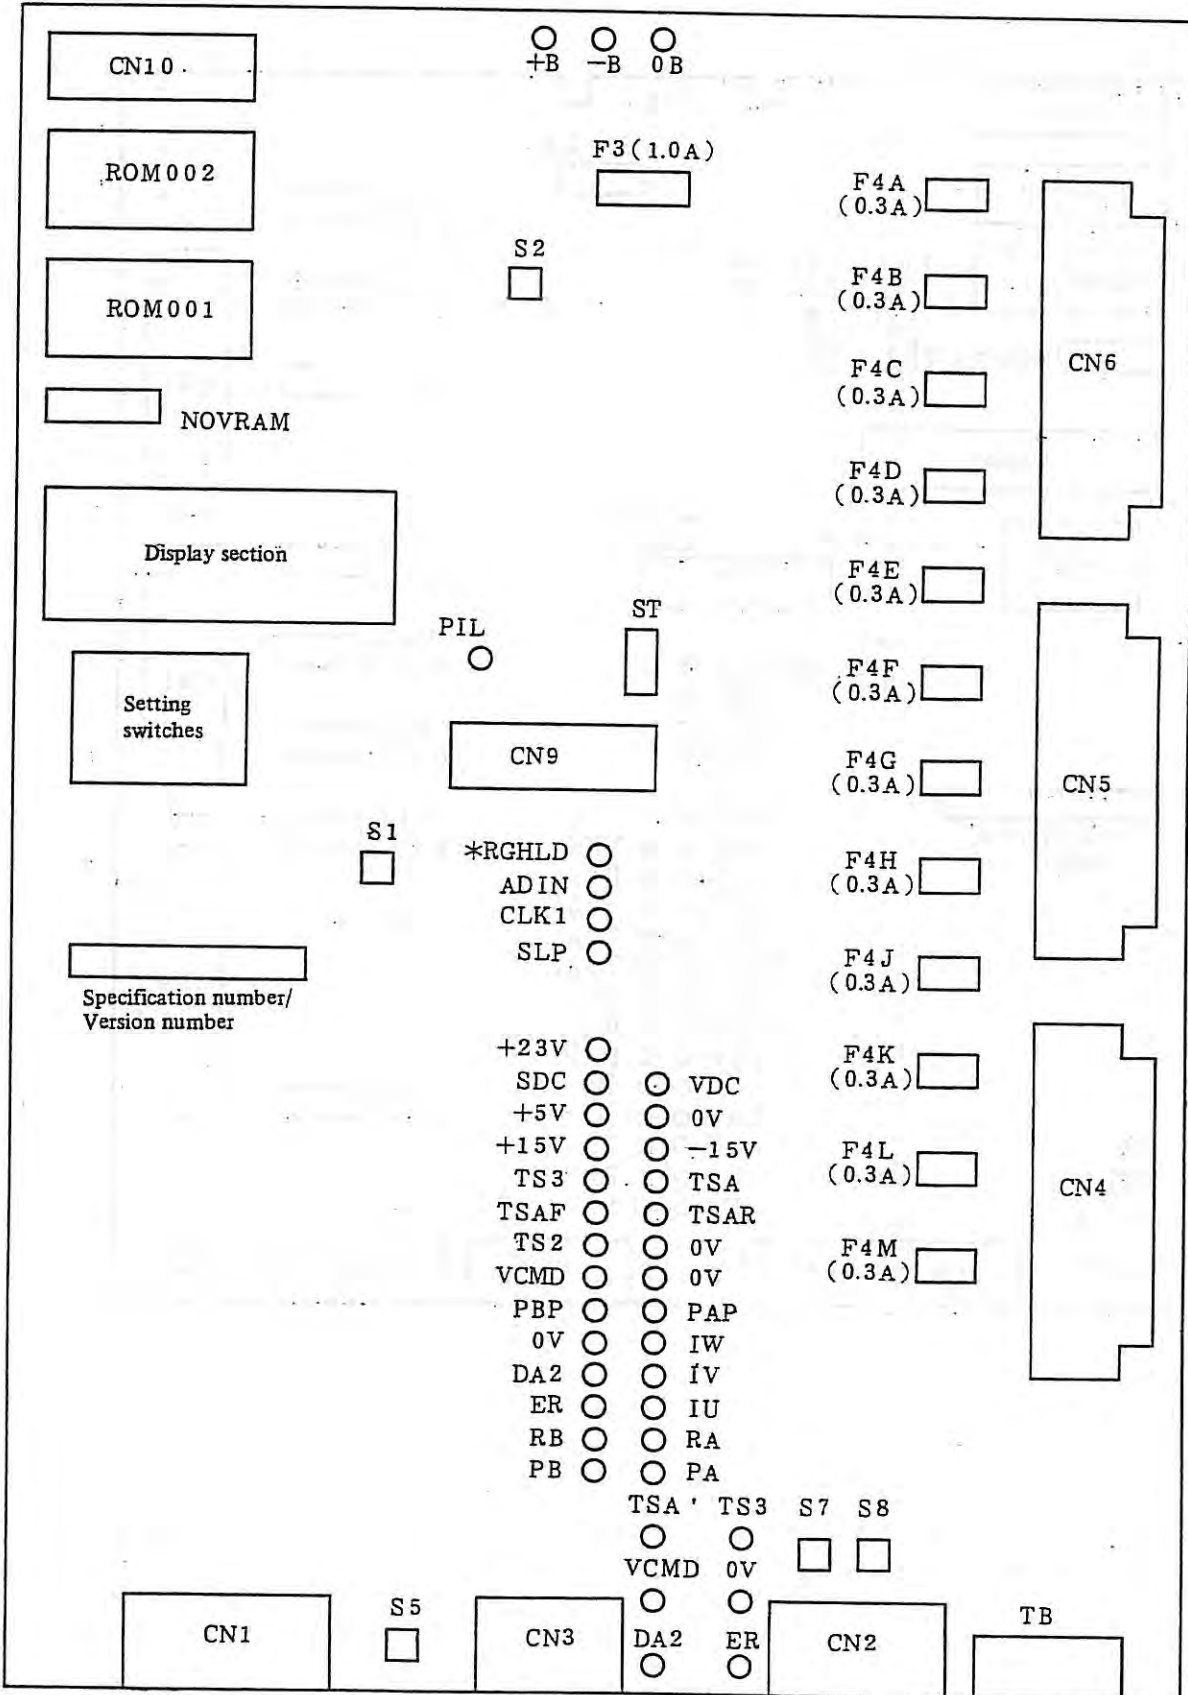 CN10
+B −B 0B
ROM002
F3(1.0A)
F4A
(0.3A)
S2
ROM001
F4B
(0.3A)
CN6
F4C
(0.3A)
NOVRAM
F4D
(0.3A)
Display section
F4E
(0.3A)
PIL
ST
F4F
(0.3A)
Setting
switches
CN9
F4G
(0.3A)
CN5
S1
*RGHLD
F4H
(0.3A)
ADIN
CLK1
SLP
F4J
(0.3A)
Specification number/
Version number
+23V
F4K
(0.3A)
SDC VDC
+5V 0V
+15V −15V
F4L
(0.3A)
TS3 TSA
CN4
TSAF TSAR
TS2 0V
F4M
(0.3A)
VCMD 0V
PBP PAP
0V IW
DA2 IV
ER IU
RB RA
PB PA
TSA TS3 S7 S8
VCMD 0V
CN1
S5
CN3
DA2 ER
CN2
TB